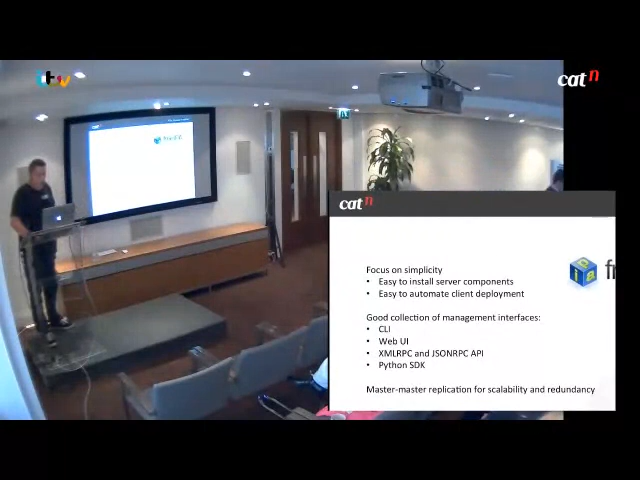 itv
cat n
cat n
Focus on simplicity
• Easy to install server components
• Easy to automate client deployment
Good collection of management interfaces:
• CLI
• Web UI
• XMLRPC and JSONRPC API
• Python SDK
Master-master replication for scalability and redundancy